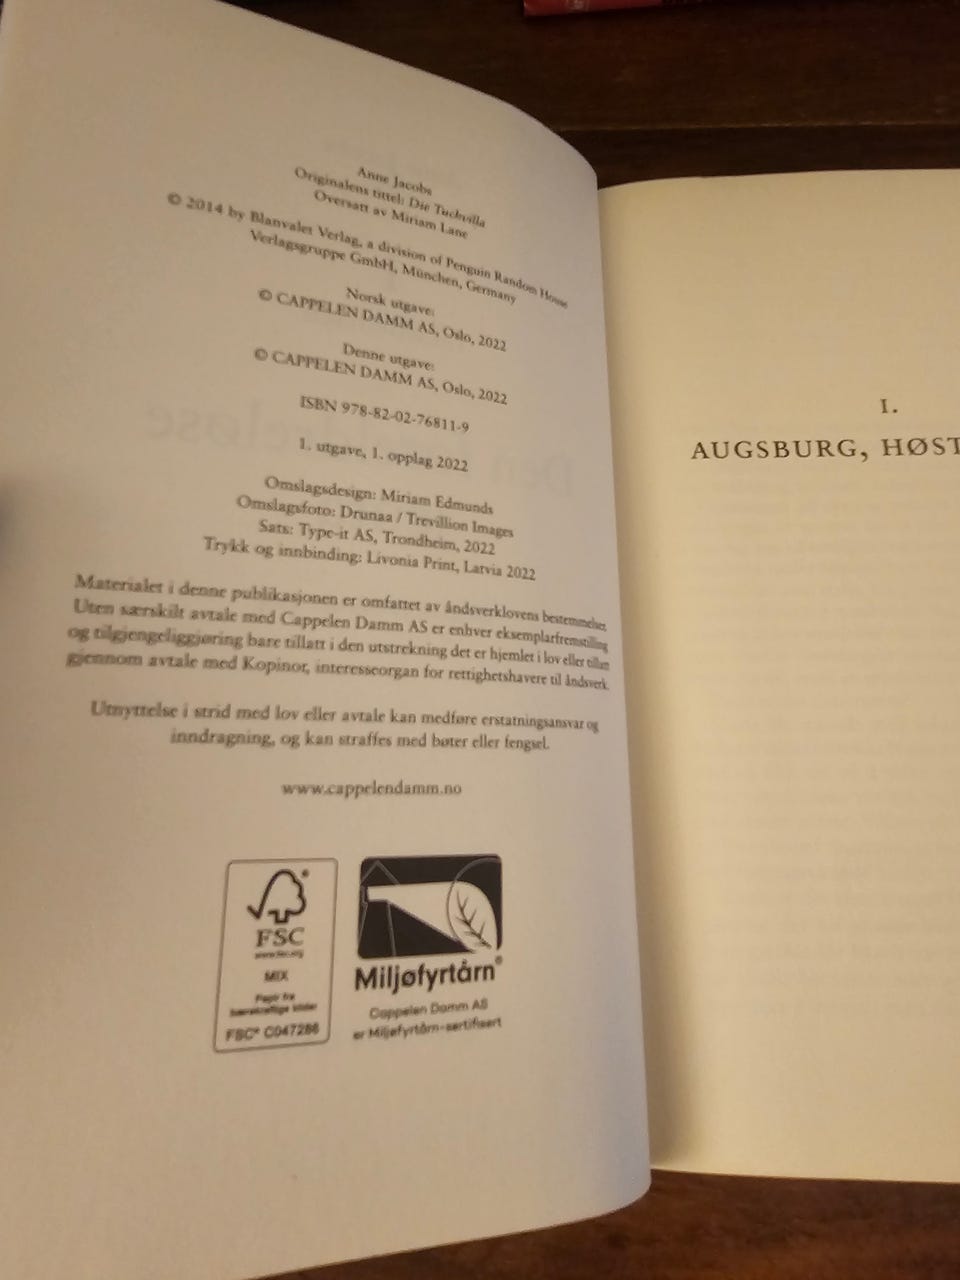 Anne Jacobs
Originalens tittel: Die Tuchvilla
Oversatt av Miriam Lane
© 2014 by Blanvalet Verlag, a division of Penguin Random House
Verlagsgruppe GmbH, München, Germany
Norsk utgave:
© CAPPELEN DAMM AS, Oslo, 2022
Denne utgave:
© CAPPELEN DAMM AS, Oslo, 2022
ISBN 978-82-02-76811-9
1. utgave, 1. opplag 2022
Omslagsdesign: Miriam Edmunds
Omslagsfoto: Drunaa / Trevillion Images
Sats: Type-it AS, Trondheim, 2022
Trykk og innbinding: Livonia Print, Latvia 2022
Materialet i denne publikasjonen er omfattet av åndsverklovens bestemmelser.
Uten særskilt avtale med Cappelen Damm AS er enhver eksemplarfremstilling
og tilgjengeliggjøring bare tillatt i den utstrekning det er hjemlet i lov eller tillatt
gjennom avtale med Kopinor, interesseorgan for rettighetshavere til åndsverk.
Utnyttelse i strid med lov eller avtale kan medføre erstatningsansvar og
inndragning, og kan straffes med bøter eller fengsel.
www.cappelendamm.no
FSC
www.fsc.org
MIX
Papir fra
bærekraftige kilder
FSC® C047286
Miljøfyrtårn®
Cappelen Damm AS
er Miljøfyrtårn-sertifisert
I.
AUGSBURG, HØST